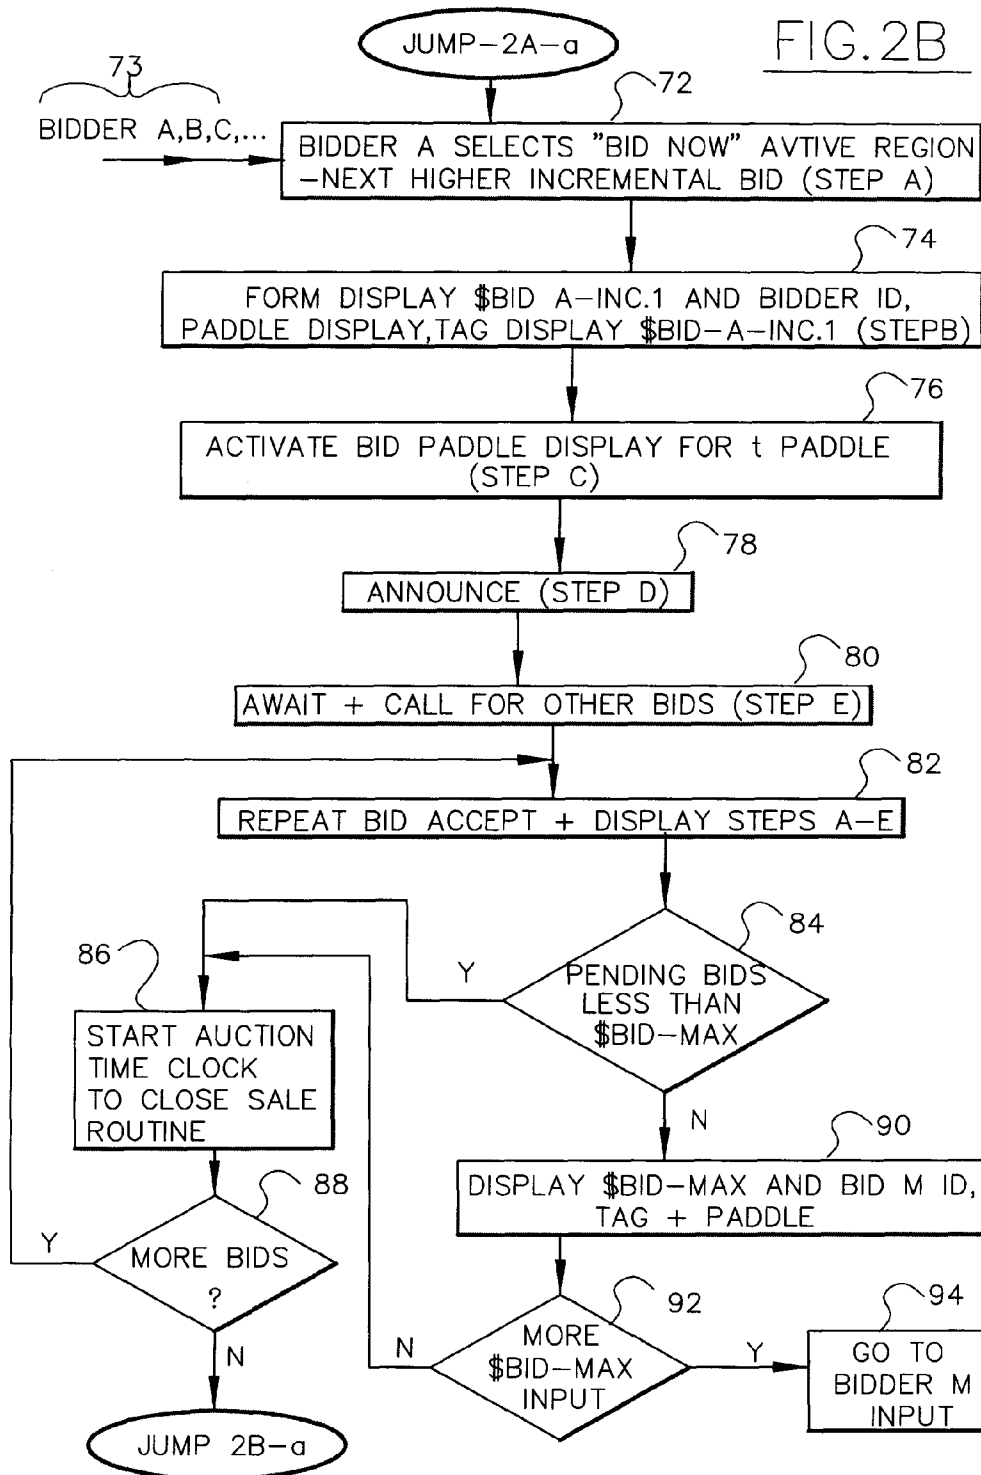 JUMP-2A-a
FIG.2B
73
72
BIDDER A,B,C,...
BIDDER A SELECTS "BID NOW" AVTIVE REGION
-NEXT HIGHER INCREMENTAL BID (STEP A)
74
FORM DISPLAY $BID A-INC.1 AND BIDDER ID,
PADDLE DISPLAY,TAG DISPLAY $BID-A-INC.1 (STEPB)
76
ACTIVATE BID PADDLE DISPLAY FOR t PADDLE
(STEP C)
78
ANNOUNCE (STEP D)
80
AWAIT + CALL FOR OTHER BIDS (STEP E)
82
REPEAT BID ACCEPT + DISPLAY STEPS A-E
84
PENDING BIDS
LESS THAN
$BID-MAX
Y
N
86
START AUCTION
TIME CLOCK
TO CLOSE SALE
ROUTINE
88
MORE BIDS
?
Y
N
90
DISPLAY $BID-MAX AND BID M ID,
TAG + PADDLE
92
MORE
$BID-MAX
INPUT
N
Y
94
GO TO
BIDDER M
INPUT
JUMP 2B-a